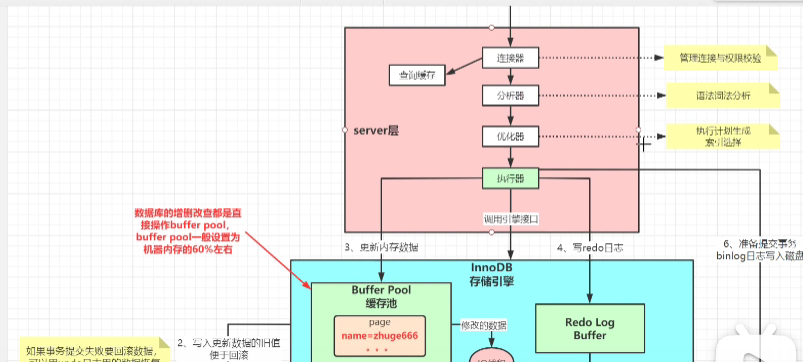 连接器
管理连接与权限校验
查询缓存
分析器
语法词法分析
server层
优化器
执行计划生成
索引选择
执行器
数据库的增删改查都是直
接操作buffer pool,
buffer pool一般设置为
机器内存的60%左右
调用引擎接口
3、更新内存数据
4、写redo日志
6、准备提交事务
binlog日志写入磁盘
InnoDB
存储引擎
Buffer Pool
缓存池
page
name=zhuge666
• • •
修改的数据
Redo Log
Buffer
2、写入更新数据的旧值
便于回滚
如果事务提交失败要回滚数据,